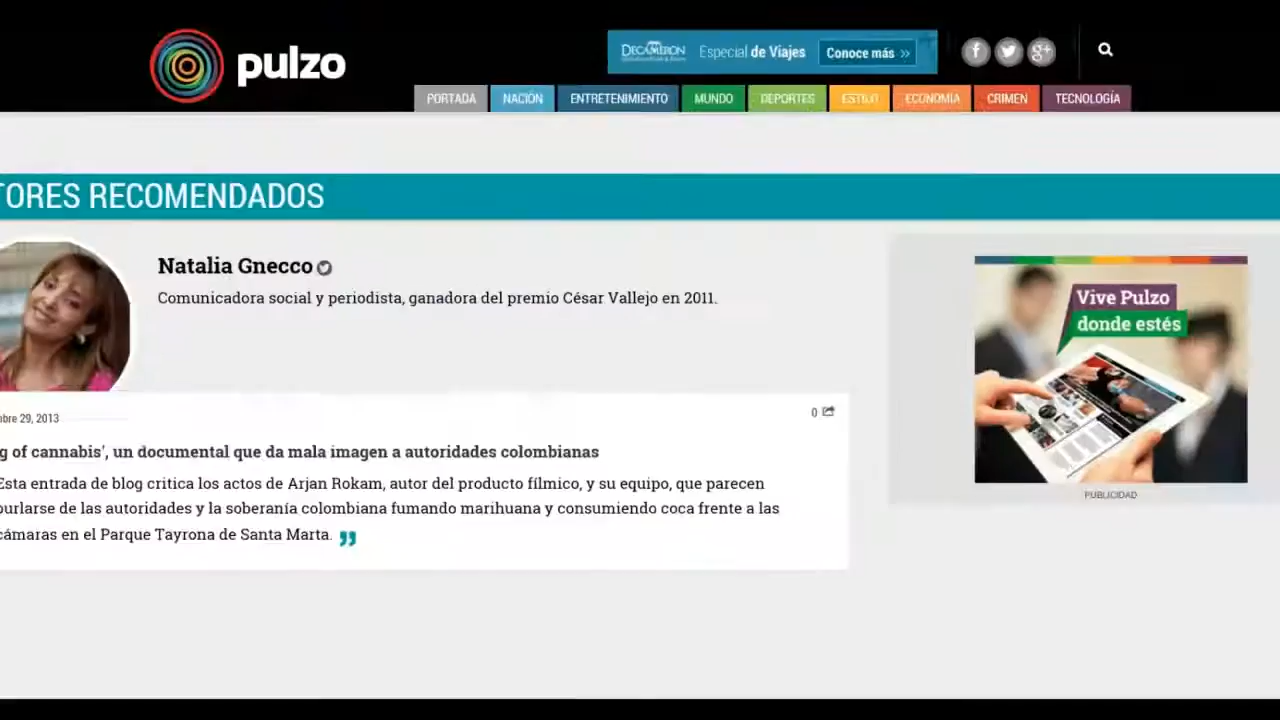 pulzo
DECAMERON
Especial de Viajes
Conoce más »
f
g+
PORTADA
NACIÓN
ENTRETENIMIENTO
MUNDO
DEPORTES
ESTILO
ECONOMÍA
CRIMEN
TECNOLOGÍA
TORES RECOMENDADOS
Natalia Gnecco
Comunicadora social y periodista, ganadora del premio César Vallejo en 2011.
Vive Pulzo
donde estés
PUBLICIDAD
bre 29, 2013
0
g of cannabis', un documental que da mala imagen a autoridades colombianas
Esta entrada de blog critica los actos de Arjan Rokam, autor del producto fílmico, y su equipo, que parecen
burlarse de las autoridades y la soberanía colombiana fumando marihuana y consumiendo coca frente a las
cámaras en el Parque Tayrona de Santa Marta. ”